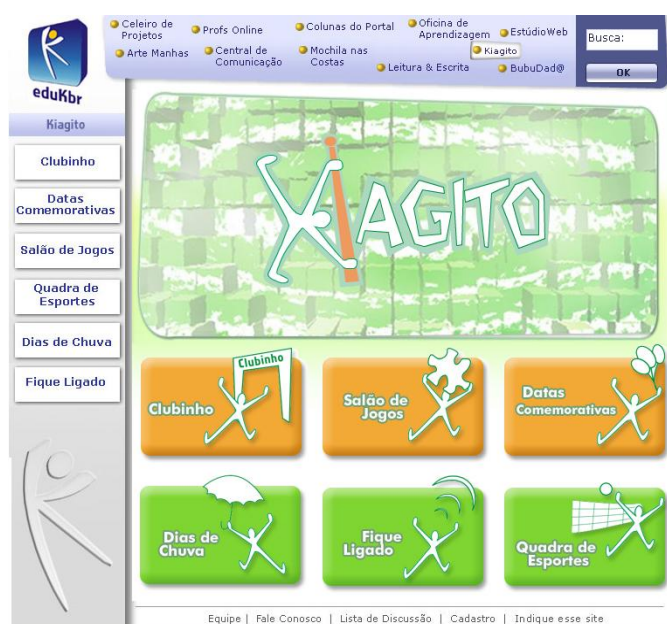 Celeiro de
Projetos
Profs Online
Colunas do Portal
Oficina de
Aprendizagem
EstúdioWeb
Arte Manhas
Central de
Comunicação
Mochila nas
Costas
Kiagito
Leitura & Escrita
BubuDad@
Busca:
OK
eduKbr
Kiagito
Clubinho
Datas
Comemorativas
Salão de Jogos
Quadra de
Esportes
Dias de Chuva
Fique Ligado
KIAGITO
Clubinho
Clubinho
Salão de
Jogos
Datas
Comemorativas
Dias de
Chuva
Fique
Ligado
Quadra de
Esportes
Equipe | Fale Conosco | Lista de Discussão | Cadastro | Indique esse site